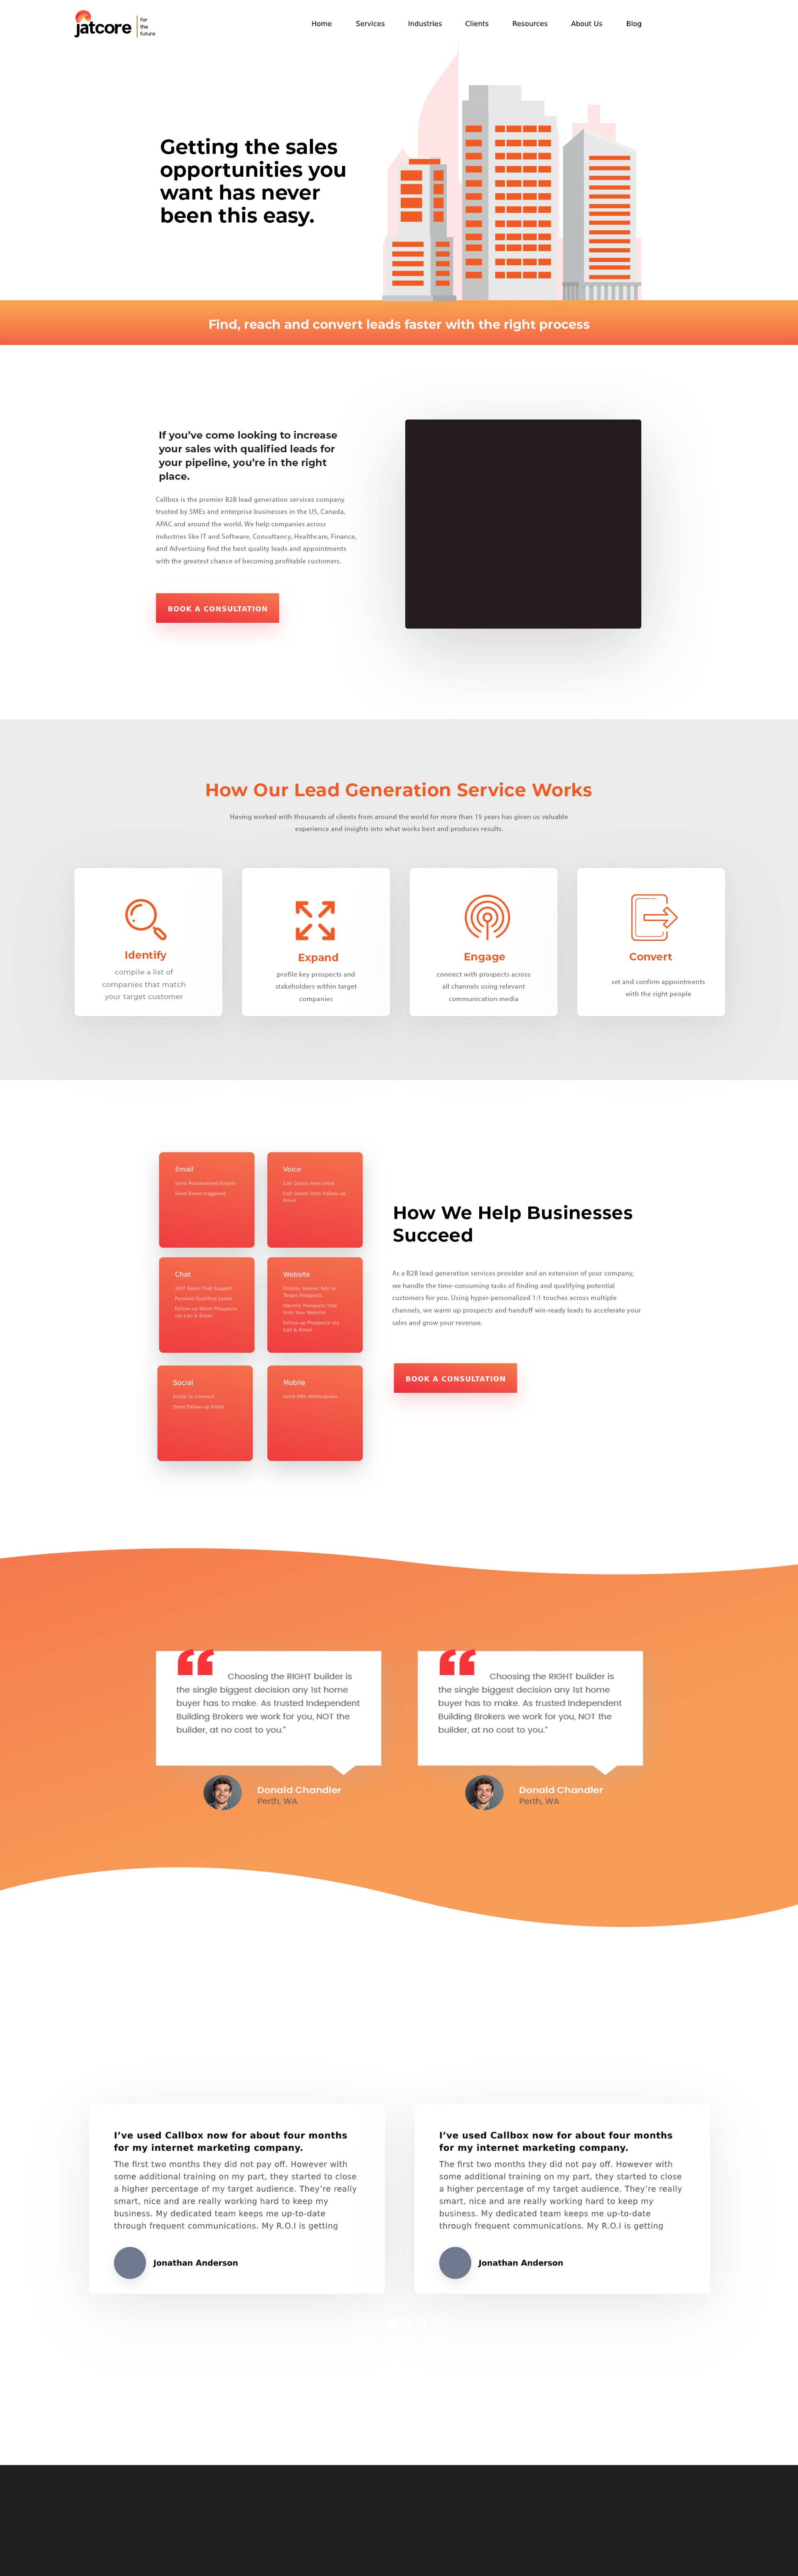 jatcore
for
the
future
Home Services Industries Clients Resources About Us Blog
Getting the sales
opportunities you
want has never
been this easy.
Find, reach and convert leads faster with the right process
If you've come looking to increase
your sales with qualified leads for
your pipeline, you're in the right
place.
Callbox is the premier B2B lead generation services company
trusted by SMEs and enterprise businesses in the US, Canada,
APAC and around the world. We help companies across
industries like IT and Software, Consultancy, Healthcare, Finance,
and Advertising find the best quality leads and appointments
with the greatest chance of becoming profitable customers.
BOOK A CONSULTATION
How Our Lead Generation Service Works
Having worked with thousands of clients from around the world for more than 15 years has given us valuable
experience and insights into what works best and produces results.
Identify
compile a list of
companies that match
your target customer
Expand
profile key prospects and
stakeholders within target
companies
Engage
connect with prospects across
all channels using relevant
communication media
Convert
set and confirm appointments
with the right people
Email
Send Personalized Emails
Send Event-triggered
Voice
Call Opens from Intro
Call Opens from Follow-up
Email
Chat
24/7 Sales Chat Support
Forward Qualified Leads
Follow-up Warm Prospects
via Call & Email
Website
Display Banner Ads to
Target Prospects
Identify Prospects that
Visit Your Website
Follow-up Prospects via
Call & Email
Social
Invite to Connect
Send Follow-up Email
Mobile
Send SMS Notifications
How We Help Businesses
Succeed
As a B2B lead generation services provider and an extension of your company,
we handle the time-consuming tasks of finding and qualifying potential
customers for you. Using hyper-personalized 1:1 touches across multiple
channels, we warm up prospects and handoff win-ready leads to accelerate your
sales and grow your revenue.
BOOK A CONSULTATION
Choosing the RIGHT builder is
the single biggest decision any 1st home
buyer has to make. As trusted Independent
Building Brokers we work for you, NOT the
builder, at no cost to you."
Donald Chandler
Perth, WA
Choosing the RIGHT builder is
the single biggest decision any 1st home
buyer has to make. As trusted Independent
Building Brokers we work for you, NOT the
builder, at no cost to you."
Donald Chandler
Perth, WA
I've used Callbox now for about four months
for my internet marketing company.
The first two months they did not pay off. However with
some additional training on my part, they started to close
a higher percentage of my target audience. They're really
smart, nice and are really working hard to keep my
business. My dedicated team keeps me up-to-date
through frequent communications. My R.O.I is getting
Jonathan Anderson
I've used Callbox now for about four months
for my internet marketing company.
The first two months they did not pay off. However with
some additional training on my part, they started to close
a higher percentage of my target audience. They're really
smart, nice and are really working hard to keep my
business. My dedicated team keeps me up-to-date
through frequent communications. My R.O.I is getting
Jonathan Anderson